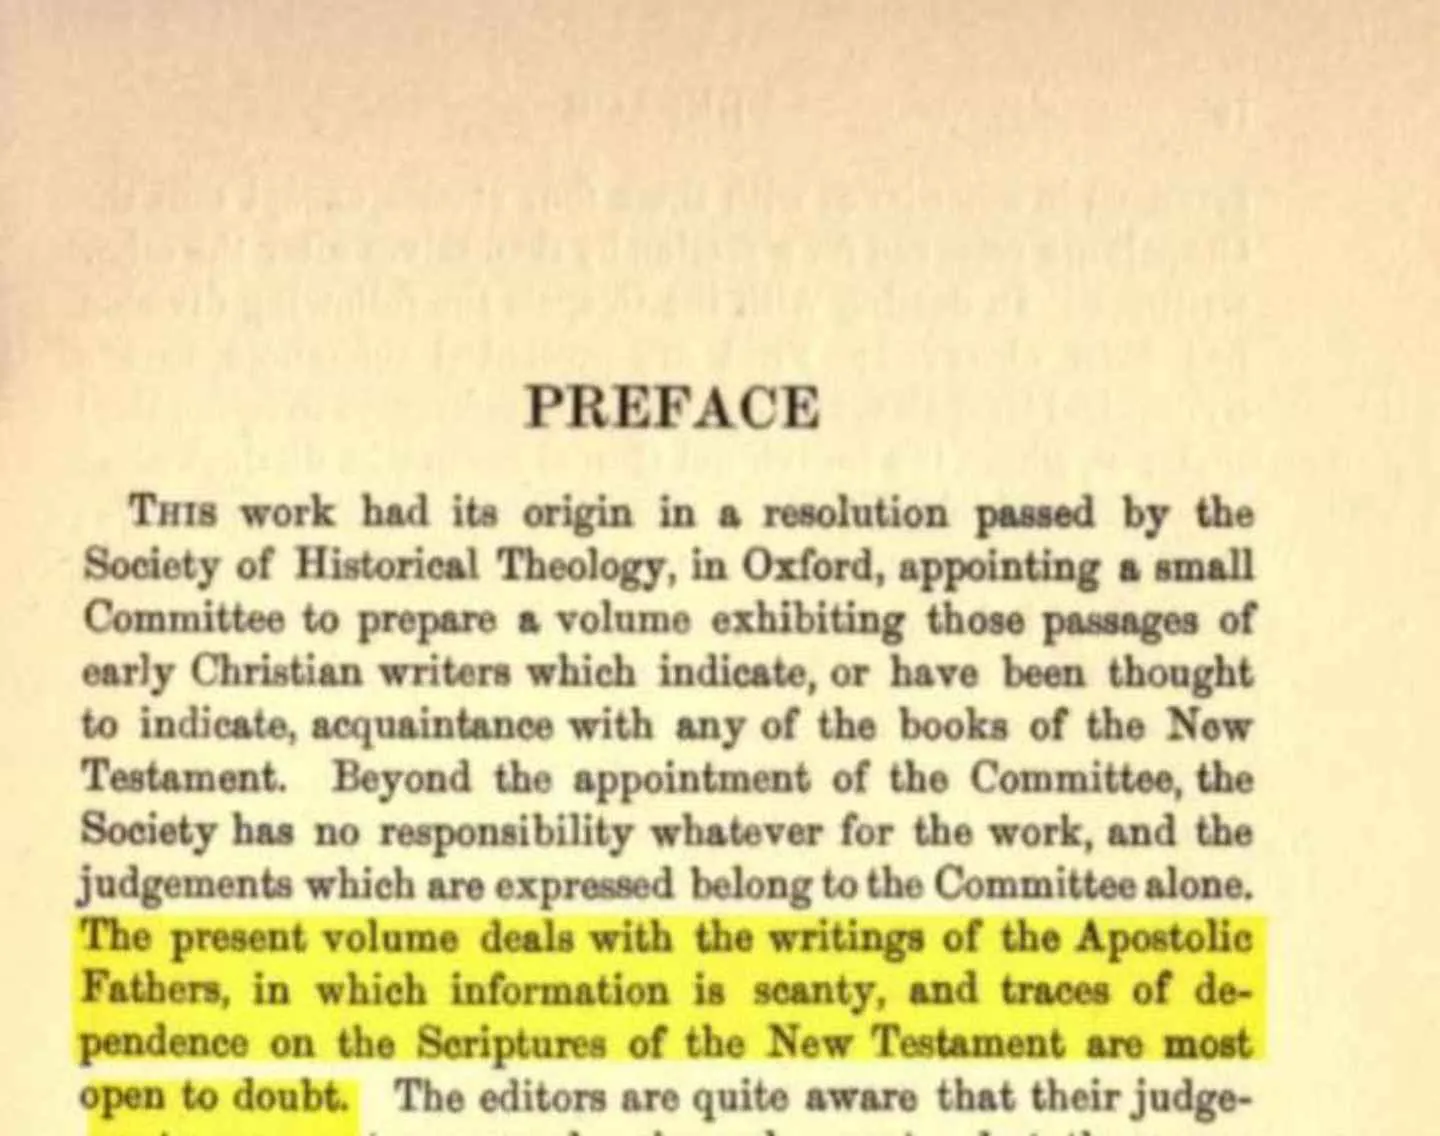 PREFACE
THIS work had its origin in a resolution passed by the
Society of Historical Theology, in Oxford, appointing a small
Committee to prepare a volume exhibiting those passages of
early Christian writers which indicate, or have been thought
to indicate, acquaintance with any of the books of the New
Testament. Beyond the appointment of the Committee, the
Society has no responsibility whatever for the work, and the
judgements which are expressed belong to the Committee alone.
The present volume deals with the writings of the Apostolic
Fathers, in which information is scanty, and traces of de-
pendence on the Scriptures of the New Testament are most
open to doubt. The editors are quite aware that their judge-